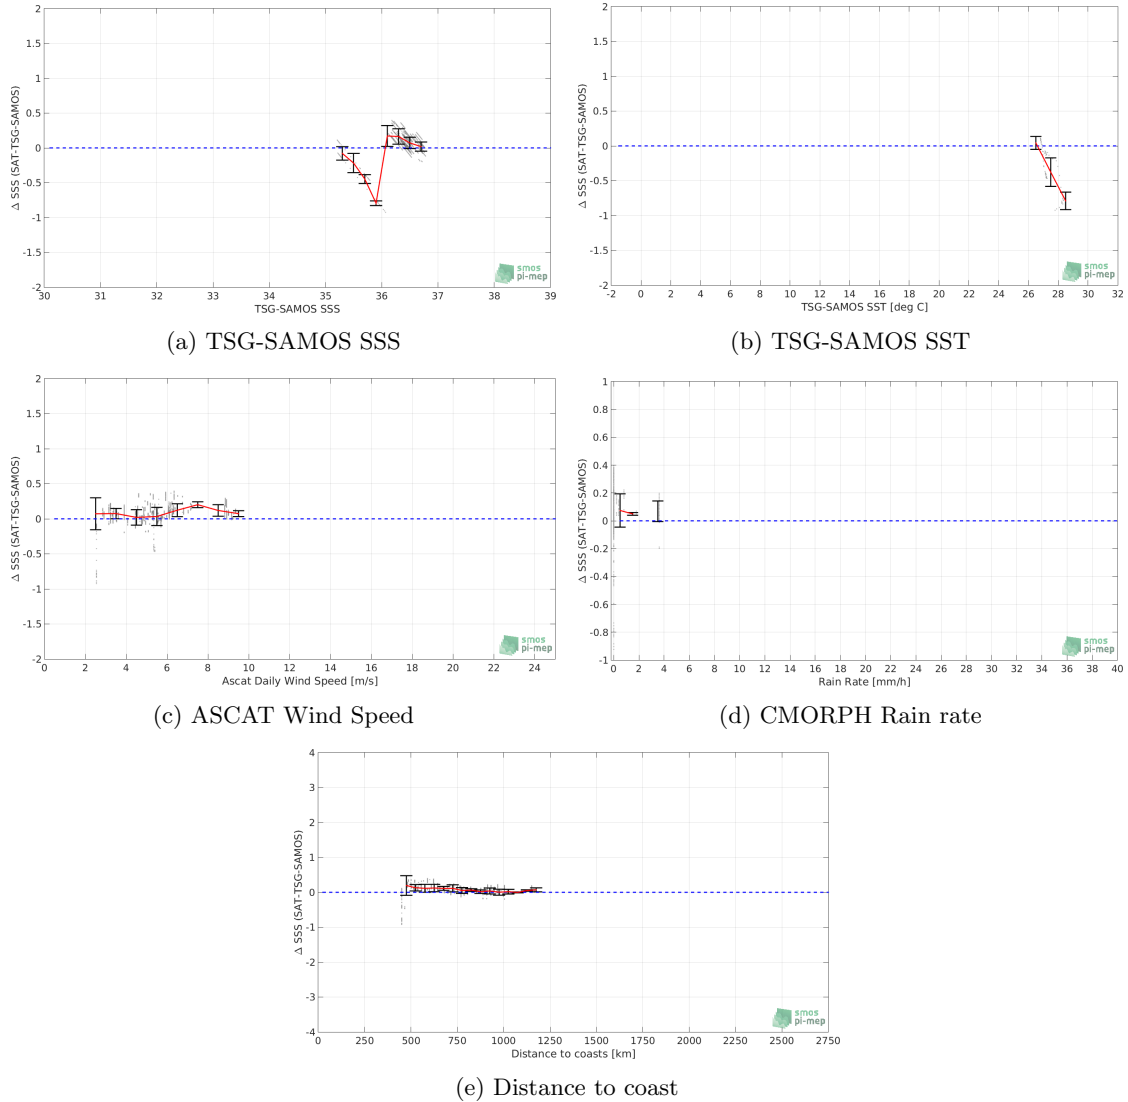 2
1.5
1
0.5
0
-0.5
-1
-1.5
-2
Δ SSS (SAT-TSG-SAMOS)
30 31 32 33 34 35 36 37 38 39
TSG-SAMOS SSS
smos
pi-mep
(a) TSG-SAMOS SSS
2
1.5
1
0.5
0
-0.5
-1
-1.5
-2
Δ SSS (SAT-TSG-SAMOS)
-2 0 2 4 6 8 10 12 14 16 18 20 22 24 26 28 30 32
TSG-SAMOS SST [deg C]
smos
pi-mep
(b) TSG-SAMOS SST
2
1.5
1
0.5
0
-0.5
-1
-1.5
-2
Δ SSS (SAT-TSG-SAMOS)
0 2 4 6 8 10 12 14 16 18 20 22 24
Ascat Daily Wind Speed [m/s]
smos
pi-mep
(c) ASCAT Wind Speed
1
0.8
0.6
0.4
0.2
0
-0.2
-0.4
-0.6
-0.8
-1
Δ SSS (SAT-TSG-SAMOS)
0 2 4 6 8 10 12 14 16 18 20 22 24 26 28 30 32 34 36 38 40
Rain Rate [mm/h]
smos
pi-mep
(d) CMORPH Rain rate
4
3
2
1
0
-1
-2
-3
-4
Δ SSS (SAT-TSG-SAMOS)
0 250 500 750 1000 1250 1500 1750 2000 2250 2500 2750
Distance to coasts [km]
smos
pi-mep
(e) Distance to coast